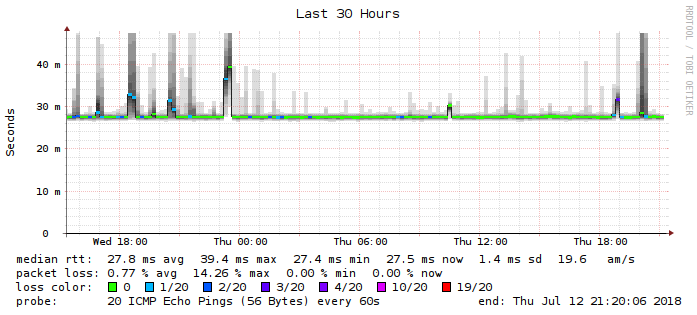 Last 30 Hours
RRDTOOL / TOBI OETIKER
Seconds
40 m
30 m
20 m
10 m
0
Wed 18:00 Thu 00:00 Thu 06:00 Thu 12:00 Thu 18:00
median rtt: 27.8 ms avg 39.4 ms max 27.4 ms min 27.5 ms now 1.4 ms sd 19.6 am/s
packet loss: 0.77 % avg 14.26 % max 0.00 % min 0.00 % now
loss color: 0 1/20 2/20 3/20 4/20 10/20 19/20
probe: 20 ICMP Echo Pings (56 Bytes) every 60s end: Thu Jul 12 21:20:06 2018